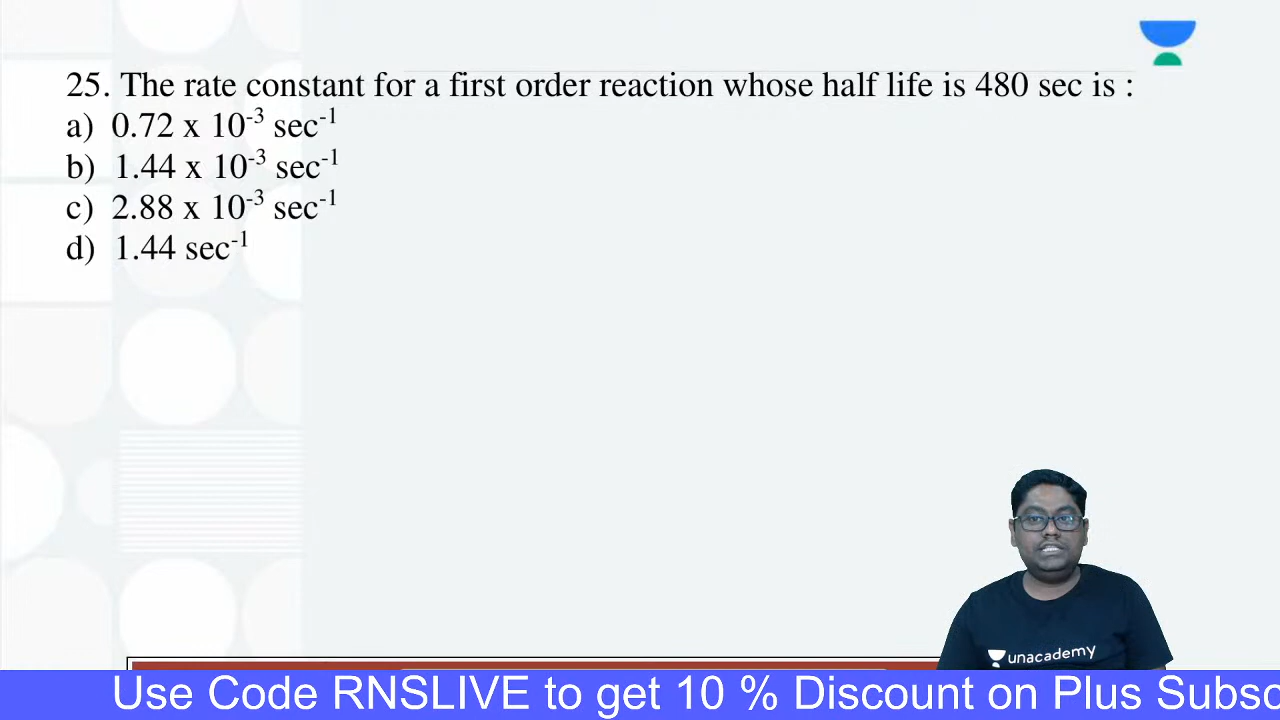 25. The rate constant for a first order reaction whose half life is 480 sec is :
a) 0.72 x 10⁻³ sec⁻¹
b) 1.44 x 10⁻³ sec⁻¹
c) 2.88 x 10⁻³ sec⁻¹
d) 1.44 sec⁻¹
unacademy
Use Code RNSLIVE to get 10 % Discount on Plus Subsc